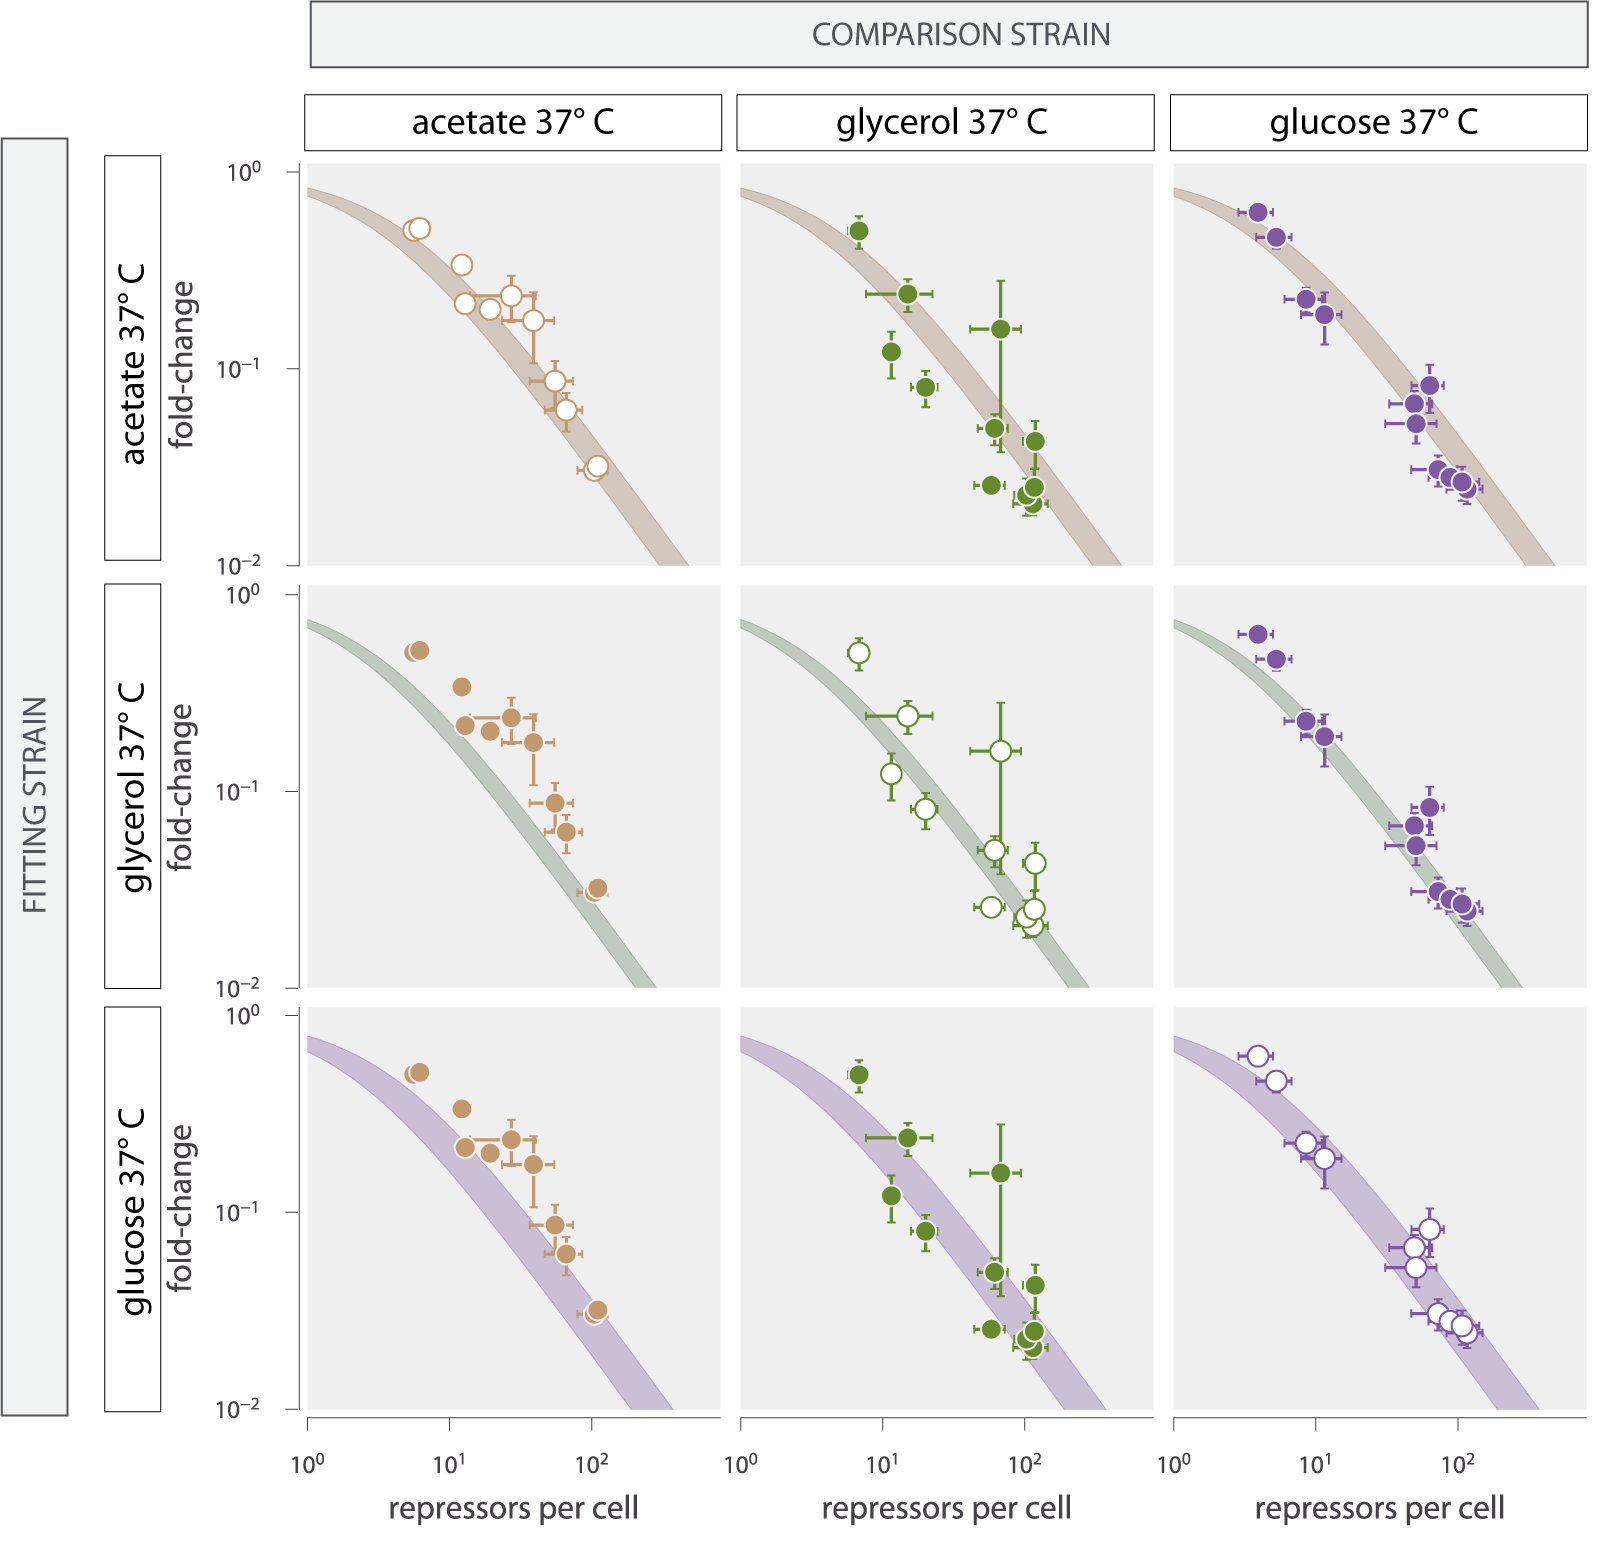 COMPARISON STRAIN
acetate 37° C
glycerol 37° C
glucose 37° C
FITTING STRAIN
acetate 37° C
fold-change
10⁰
10⁻¹
10⁻²
glycerol 37° C
fold-change
10⁰
10⁻¹
10⁻²
glucose 37° C
fold-change
10⁰
10⁻¹
10⁻²
10⁰ 10¹ 10²
10⁰ 10¹ 10²
10⁰ 10¹ 10²
repressors per cell
repressors per cell
repressors per cell